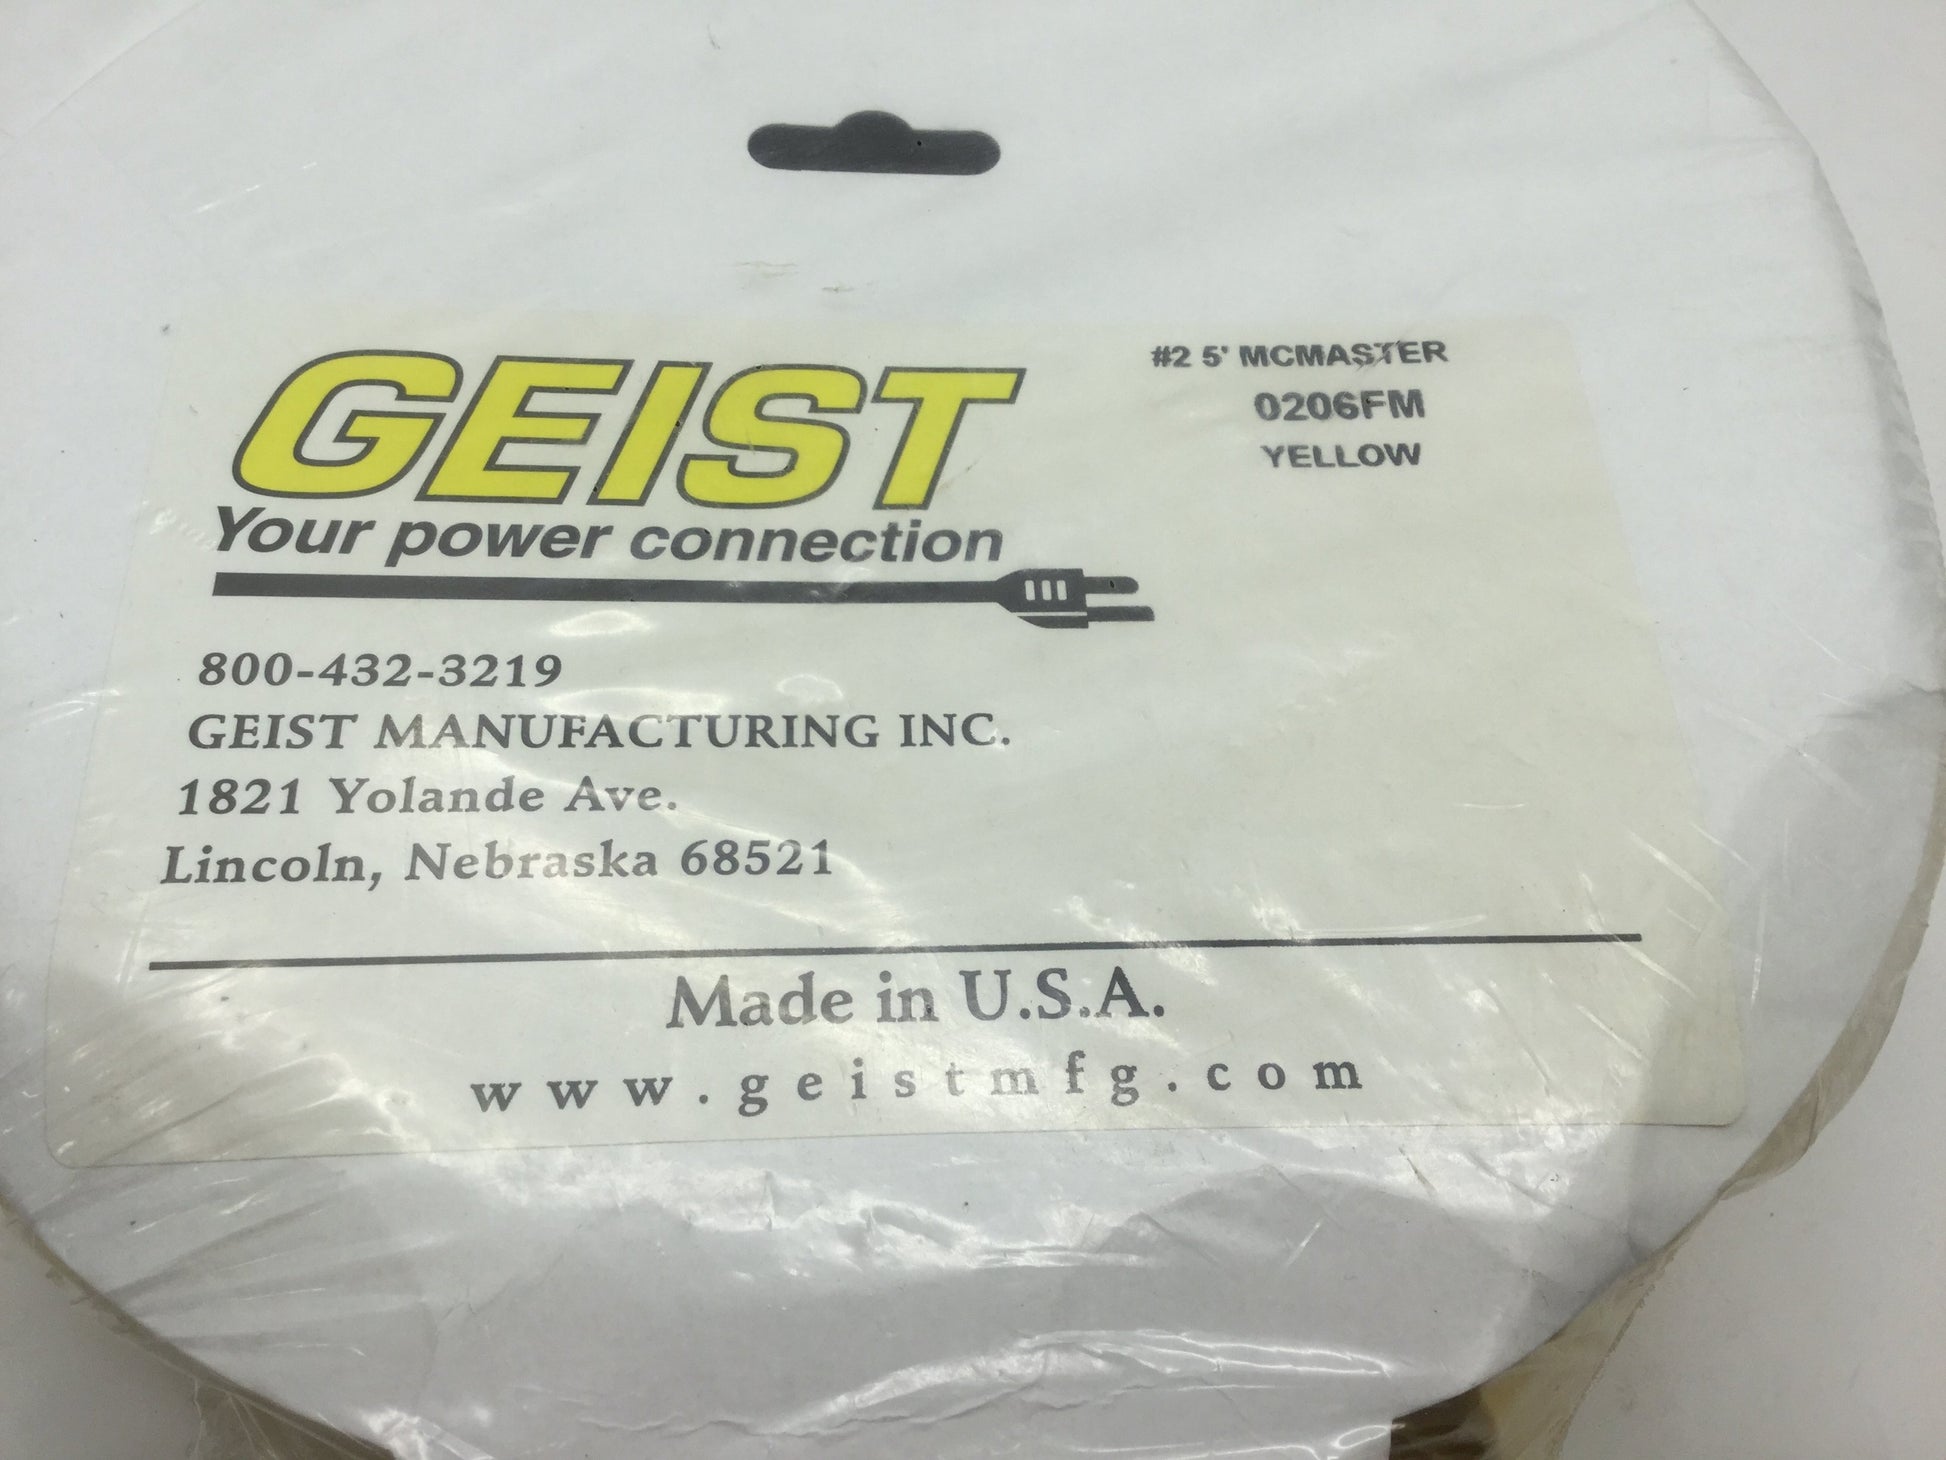 GEIST
Your power connection
#2 5' MCMASTER
0206FM
YELLOW
800-432-3219
GEIST MANUFACTURING INC.
1821 Yolande Ave.
Lincoln, Nebraska 68521
Made in U.S.A.
www.geistmfg.com